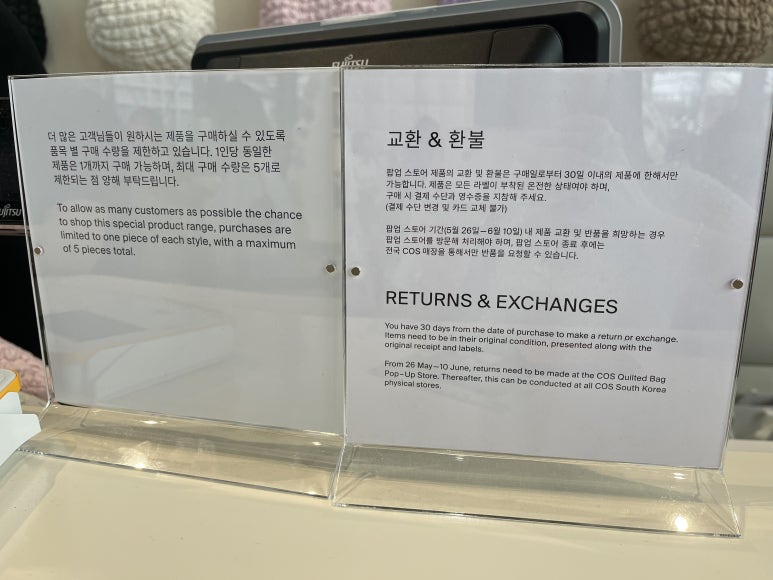 FUJITSU
더 많은 고객님들이 원하시는 제품을 구매하실 수 있도록
품목 별 구매 수량을 제한하고 있습니다. 1인당 동일한
제품은 1개까지 구매 가능하며, 최대 구매 수량은 5개로
제한되는 점 양해 부탁드립니다.
To allow as many customers as possible the chance
to shop this special product range, purchases are
limited to one piece of each style, with a maximum
of 5 pieces total.
교환 & 환불
팝업 스토어 제품의 교환 및 환불은 구매일로부터 30일 이내의 제품에 한해서만
가능합니다. 제품은 모든 라벨이 부착된 온전한 상태여야 하며,
구매 시 결제 수단과 영수증을 지참해 주세요.
(결제 수단 변경 및 카드 교체 불가)
팝업 스토어 기간(5월 26일—6월 10일) 내 제품 교환 및 반품을 희망하는 경우
팝업 스토어를 방문해 처리해야 하며, 팝업 스토어 종료 후에는
전국 COS 매장을 통해서만 반품을 요청할 수 있습니다.
RETURNS & EXCHANGES
You have 30 days from the date of purchase to make a return or exchange.
Items need to be in their original condition, presented along with the
original receipt and labels.
From 26 May—10 June, returns need to be made at the COS Quilted Bag
Pop-Up Store. Thereafter, this can be conducted at all COS South Korea
physical stores.
FUJITSU